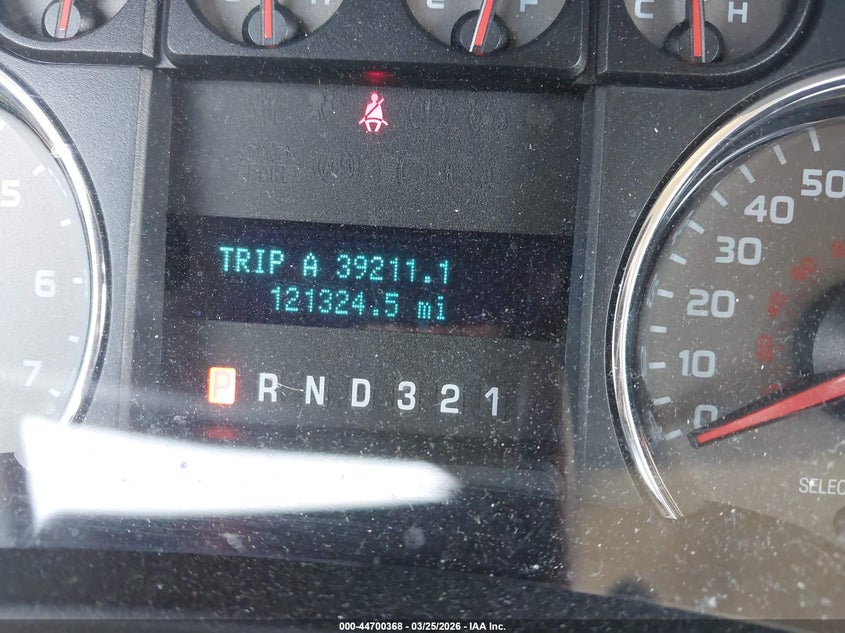 H
E F
C H
5
6
7
TRIP A 39211.1
121324.5 mi
P R N D 3 2 1
50
40
30
20
10
0
SELEC
000-44700368 - 03/25/2026 - IAA Inc.